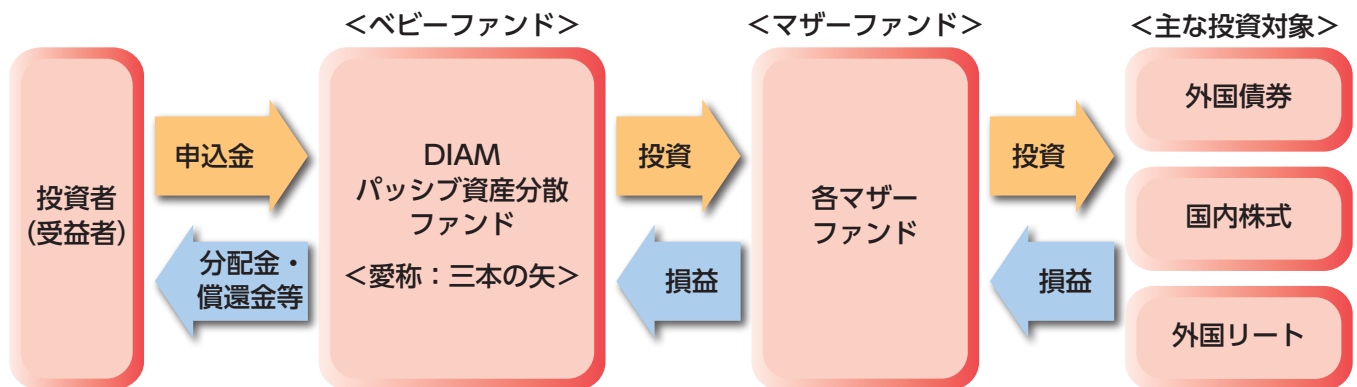 ＜ベビーファンド＞
＜マザーファンド＞
＜主な投資対象＞
投資者
(受益者)
申込金
分配金・
償還金等
DIAM
パッシブ資産分散
ファンド
＜愛称：三本の矢＞
投資
損益
各マザー
ファンド
投資
損益
外国債券
国内株式
外国リート